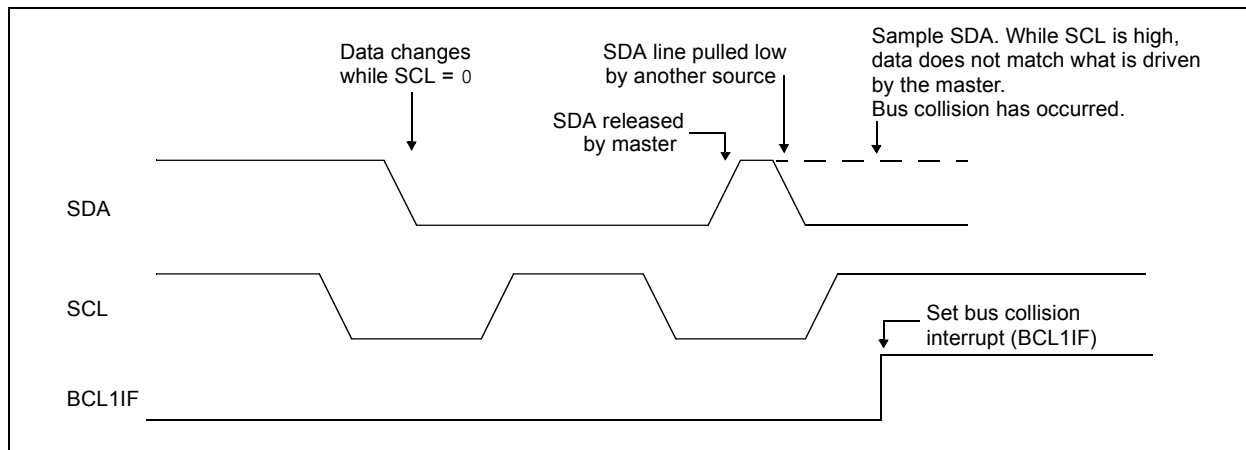 Data changes
while SCL = 0
SDA line pulled low
by another source
Sample SDA. While SCL is high,
data does not match what is driven
by the master.
Bus collision has occurred.
SDA released
by master
SDA
SCL
Set bus collision
interrupt (BCL1IF)
BCL1IF